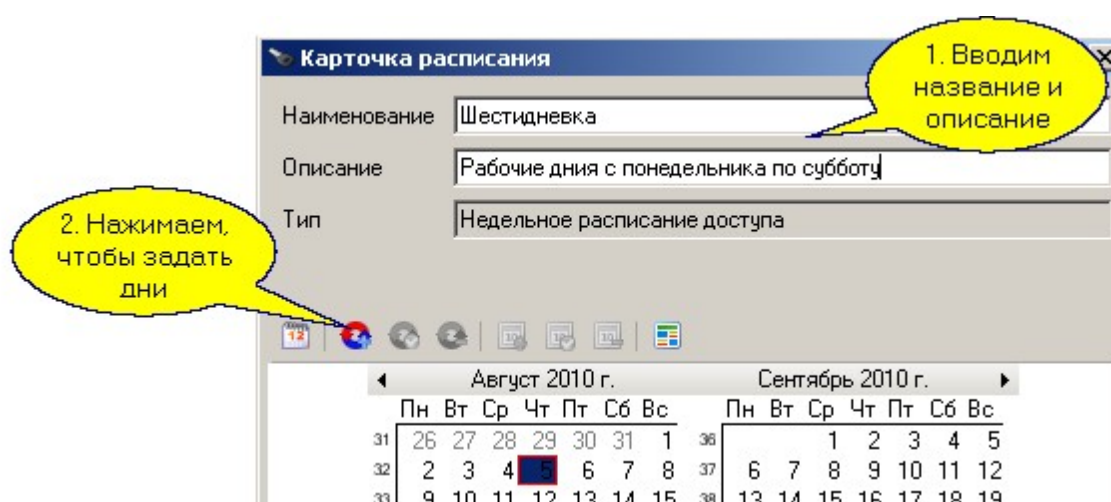 Карточка расписания
1. Вводим
название и
описание
Наименование Шестидневка
Описание Рабочие дния с понедельника по субботу
Тип Недельное расписание доступа
2. Нажимаем,
чтобы задать
дни
12
Август 2010 г. Сентябрь 2010 г.
Пн Вт Ср Чт Пт Сб Вс Пн Вт Ср Чт Пт Сб Вс
31 26 27 28 29 30 31 1 36 1 2 3 4 5
32 2 3 4 5 6 7 8 37 6 7 8 9 10 11 12
33 9 10 11 12 13 14 15 38 13 14 15 16 17 18 19